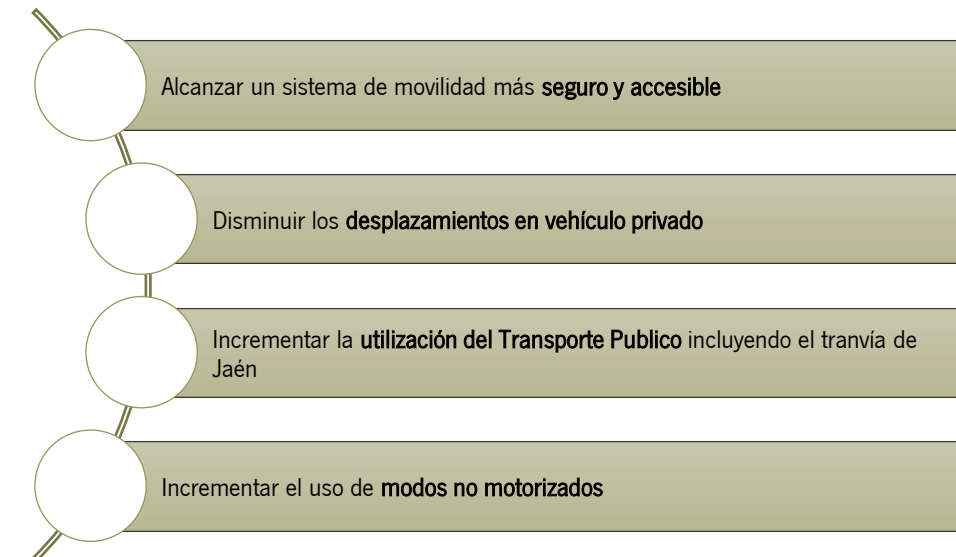 Alcanzar un sistema de movilidad más seguro y accesible
Disminuir los desplazamientos en vehículo privado
Incrementar la utilización del Transporte Publico incluyendo el tranvía de
Jaén
Incrementar el uso de modos no motorizados